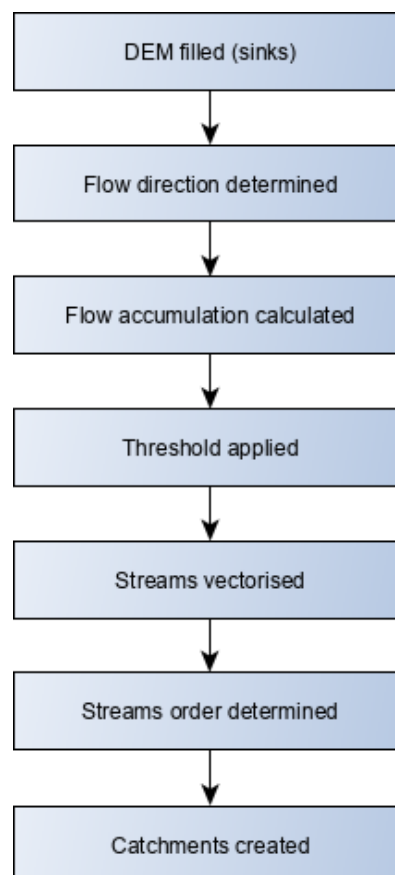 DEM filled (sinks)
Flow direction determined
Flow accumulation calculated
Threshold applied
Streams vectorised
Streams order determined
Catchments created